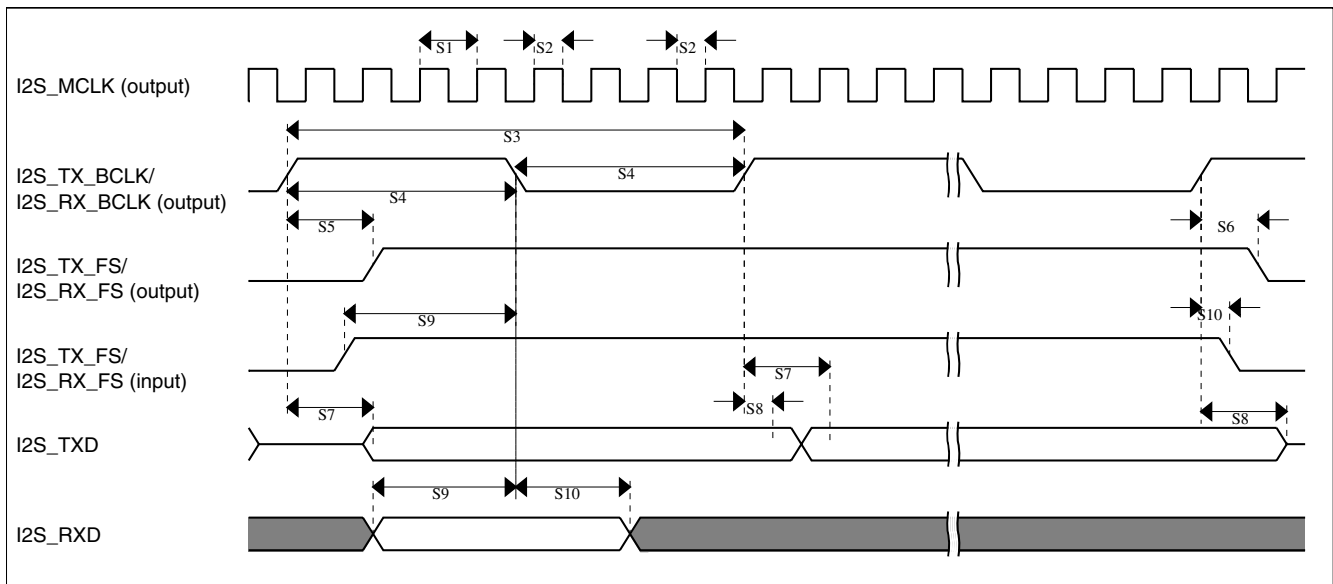 S1
S2
S2
I2S_MCLK (output)
S3
I2S_TX_BCLK/
I2S_RX_BCLK (output)
S4
S4
S5
S6
I2S_TX_FS/
I2S_RX_FS (output)
S9
S10
I2S_TX_FS/
I2S_RX_FS (input)
S7
S7
S8
S8
I2S_TXD
S9
S10
I2S_RXD